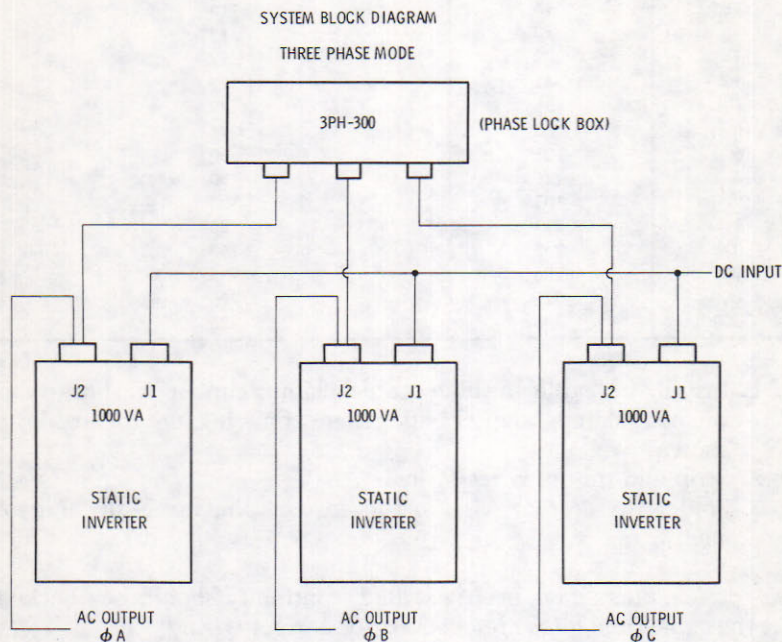 SYSTEM BLOCK DIAGRAM
THREE PHASE MODE
3PH-300
(PHASE LOCK BOX)
DC INPUT
J2 J1
1000 VA
STATIC
INVERTER
J2 J1
1000 VA
STATIC
INVERTER
J2 J1
1000 VA
STATIC
INVERTER
AC OUTPUT
ϕ A
AC OUTPUT
ϕ B
AC OUTPUT
ϕ C